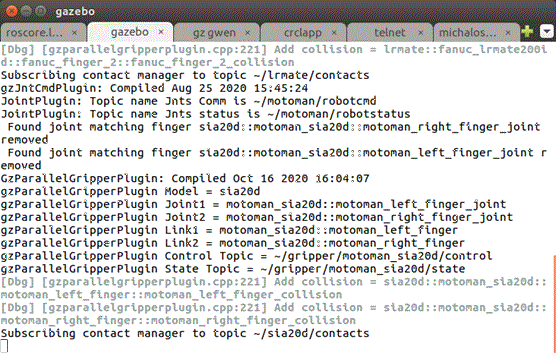 gazebo
roscore.l... × gazebo × gz gwen × crclapp × telnet × michalos... ×
[Dbg] [gzparallelgripperplugin.cpp:221] Add collision = lrmate::fanuc_lrmate200i
d::fanuc_finger_2::fanuc_finger_2_collision
Subscribing contact manager to topic ~/lrmate/contacts
gzJntCmdPlugin: Compiled Aug 25 2020 15:45:24
JointPlugin: Topic name Jnts Comm is ~/motoman/robotcmd
JointPlugin: Topic name Jnts status is ~/motoman/robotstatus
Found joint matching finger sia20d::motoman_sia20d::motoman_right_finger_joint
removed
Found joint matching finger sia20d::motoman_sia20d::motoman_left_finger_joint r
emoved
GzParallelGripperPlugin: Compiled Oct 16 2020 16:04:07
gzParallelGripperPlugin Model = sia20d
gzParallelGripperPlugin Joint1 = motoman_sia20d::motoman_left_finger_joint
gzParallelGripperPlugin Joint2 = motoman_sia20d::motoman_right_finger_joint
gzParallelGripperPlugin Link1 = motoman_sia20d::motoman_left_finger
gzParallelGripperPlugin Link2 = motoman_sia20d::motoman_right_finger
gzParallelGripperPlugin Control Topic = ~/gripper/motoman_sia20d/control
gzParallelGripperPlugin State Topic = ~/gripper/motoman_sia20d/state
[Dbg] [gzparallelgripperplugin.cpp:221] Add collision = sia20d::motoman_sia20d::
motoman_left_finger::motoman_left_finger_collision
[Dbg] [gzparallelgripperplugin.cpp:221] Add collision = sia20d::motoman_sia20d::
motoman_right_finger::motoman_right_finger_collision
Subscribing contact manager to topic ~/sia20d/contacts